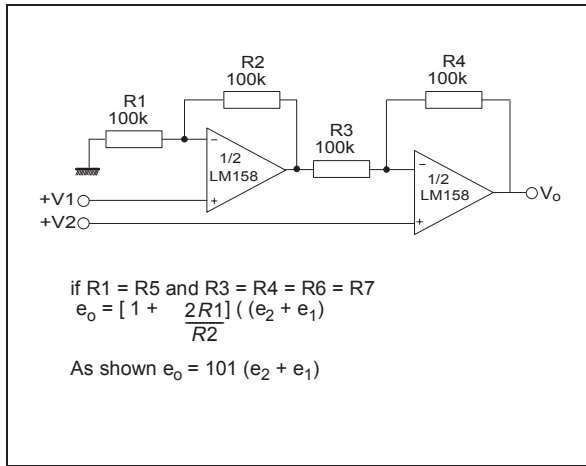 R2
100k
R4
100k
R1
100k
R3
100k
1/2
LM158
1/2
LM158
+V1
+V2
Vo
if R1 = R5 and R3 = R4 = R6 = R7
eo = [ 1 + 2R1/R2 ] ( (e2 + e1)
As shown eo = 101 (e2 + e1)